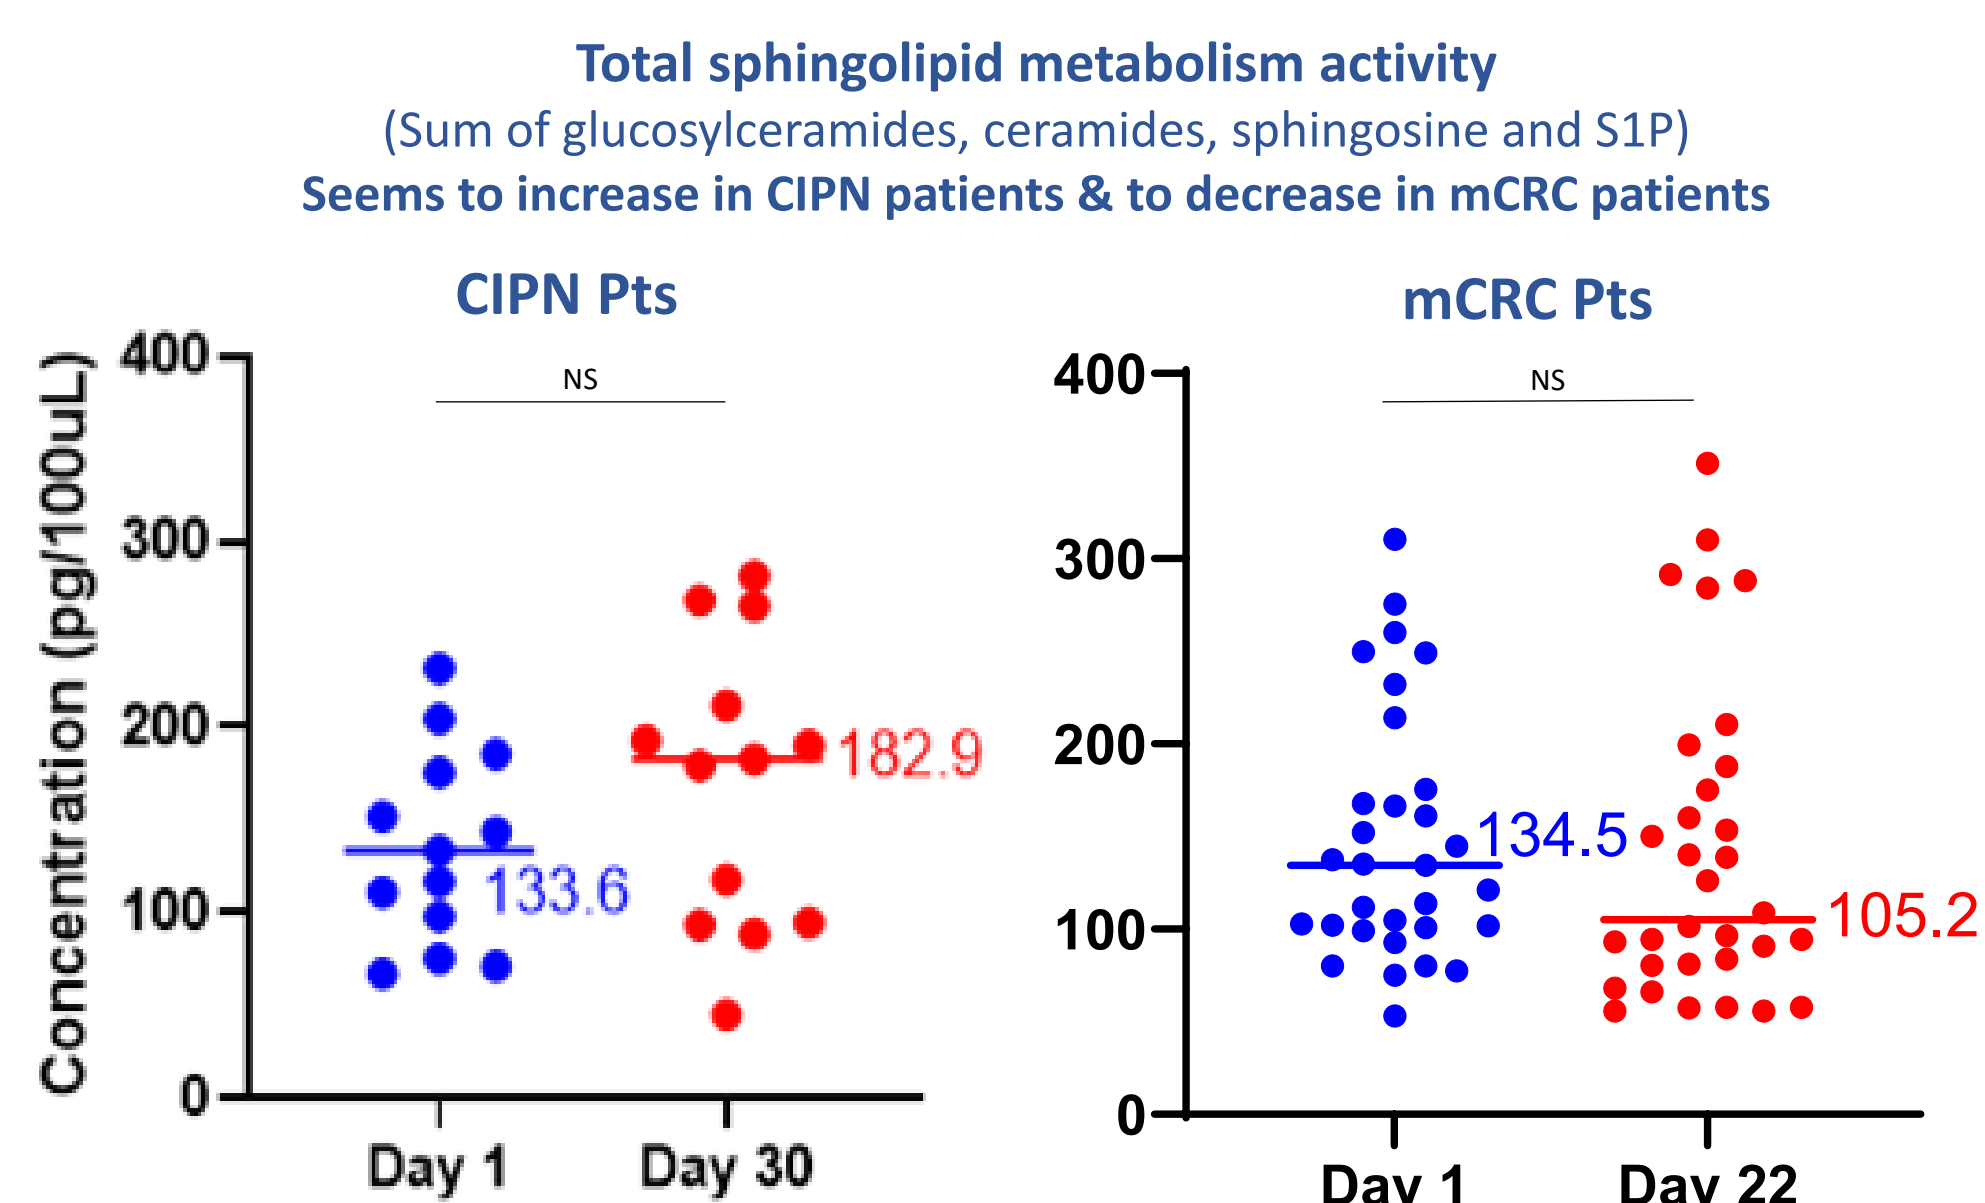 Total sphingolipid metabolism activity
(Sum of glucosylceramides, ceramides, sphingosine and S1P)
Seems to increase in CIPN patients & to decrease in mCRC patients
CIPN Pts
Concentration (pg/100uL)
400
300
200
100
0
NS
133.6
182.9
Day 1
Day 30
mCRC Pts
400
300
200
100
0
NS
134.5
105.2
Day 1
Day 22